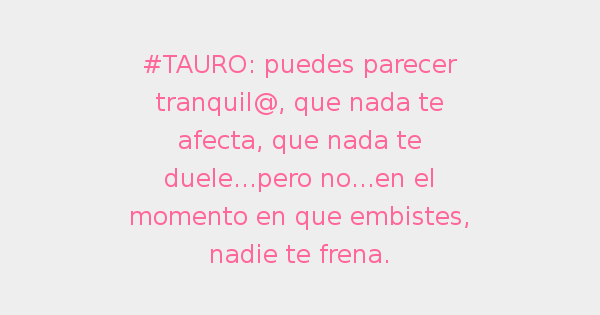 #TAURO: puedes parecer
tranquil@, que nada te
afecta, que nada te
duele...pero no...en el
momento en que embistes,
nadie te frena.